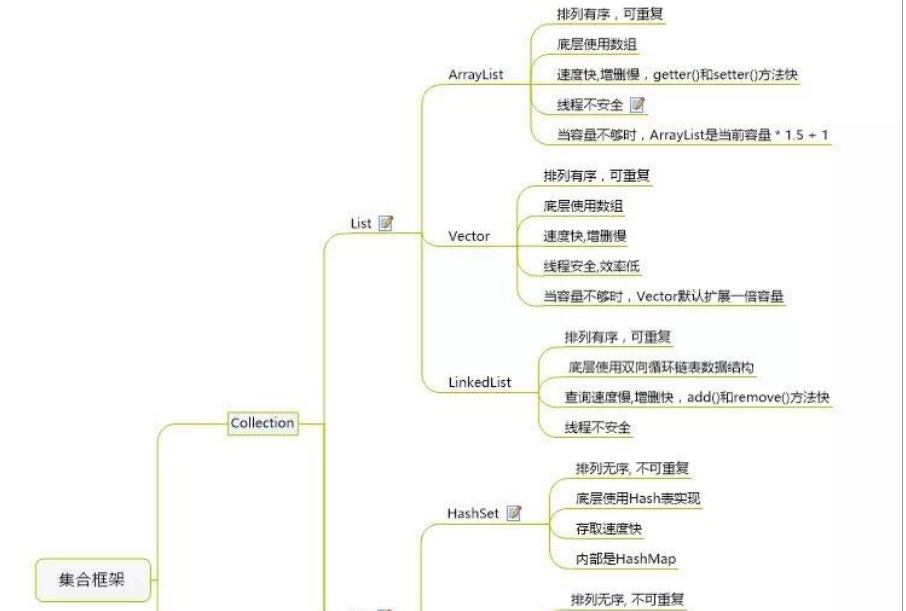 排列有序，可重复
底层使用数组
ArrayList
速度快,增删慢，getter()和setter()方法快
线程不安全
当容量不够时，ArrayList是当前容量 * 1.5 + 1
排列有序，可重复
底层使用数组
List
Vector
速度快,增删慢
线程安全,效率低
当容量不够时，Vector默认扩展一倍容量
排列有序，可重复
底层使用双向循环链表数据结构
LinkedList
查询速度慢,增删快，add()和remove()方法快
Collection
线程不安全
排列无序, 不可重复
底层使用Hash表实现
HashSet
存取速度快
内部是HashMap
集合框架
排列无序, 不可重复